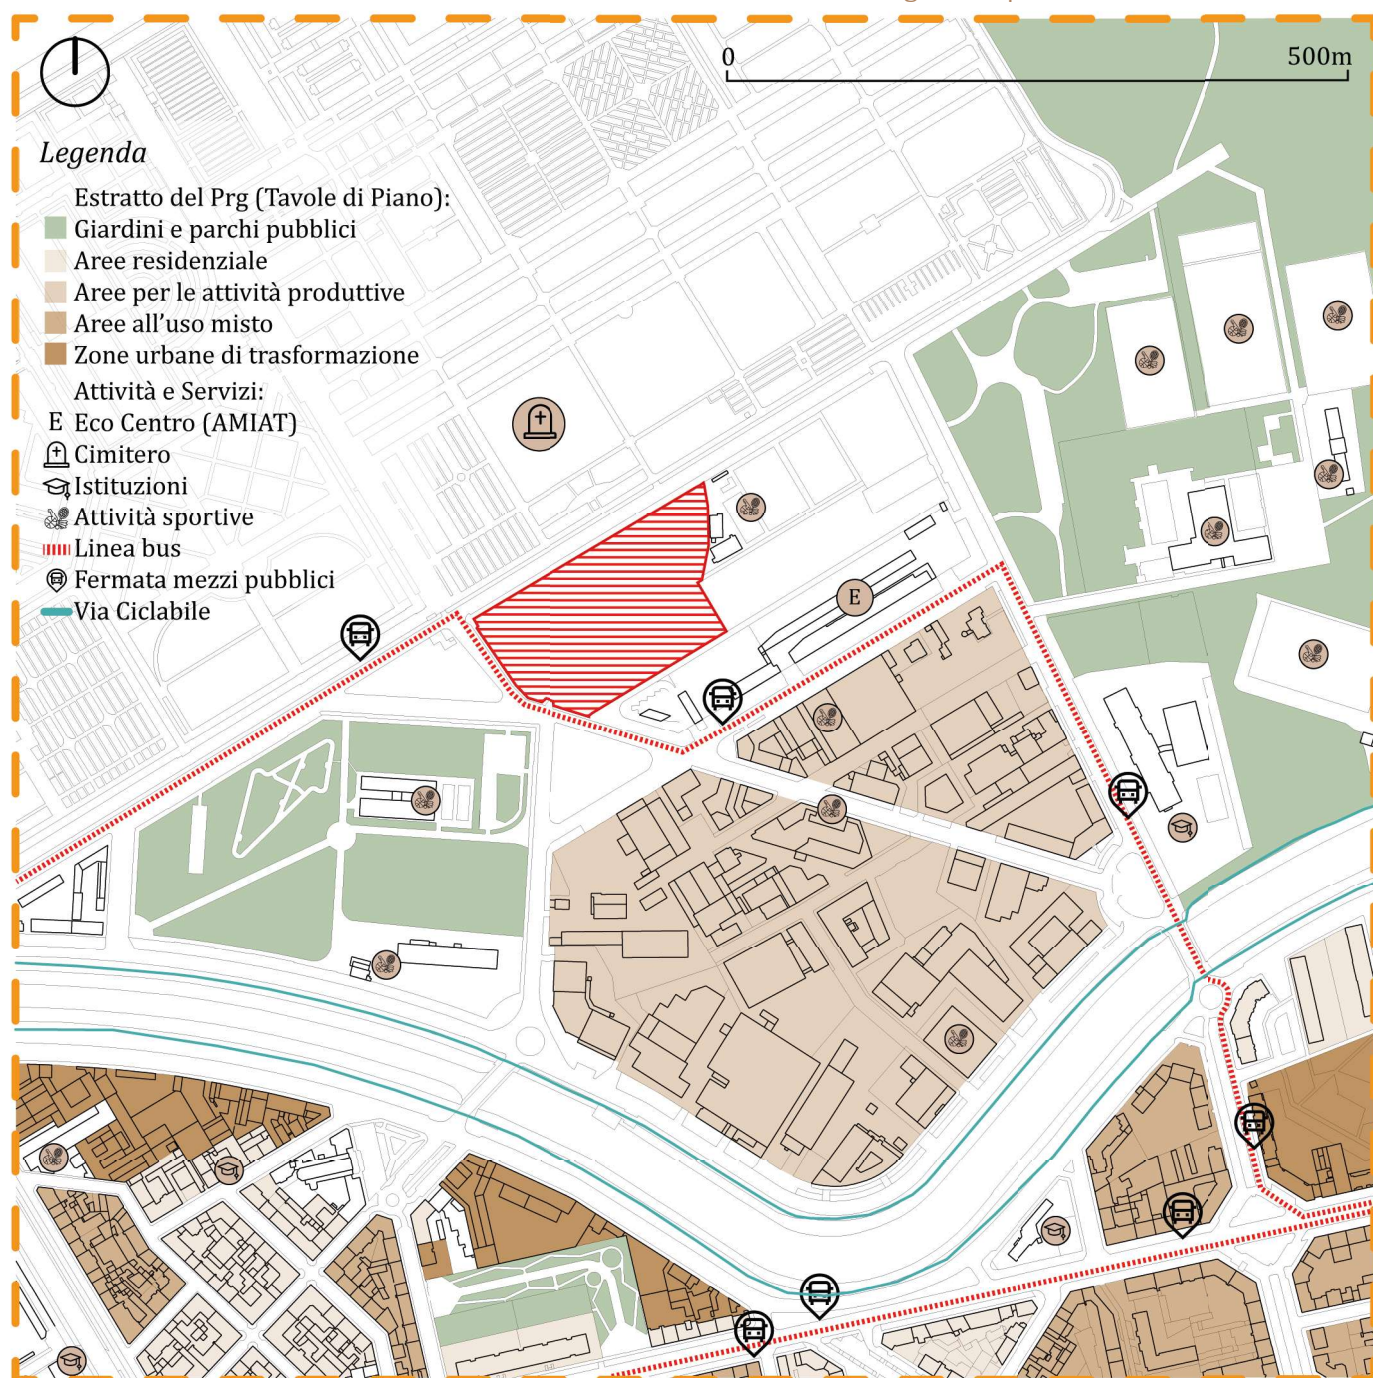 0 500m
Legenda
Estratto del Prg (Tavole di Piano):
Giardini e parchi pubblici
Aree residenziale
Aree per le attività produttive
Aree all'uso misto
Zone urbane di trasformazione
Attività e Servizi:
E Eco Centro (AMIAT)
Cimitero
Istituzioni
Attività sportive
Linea bus
Fermata mezzi pubblici
Via Ciclabile
E